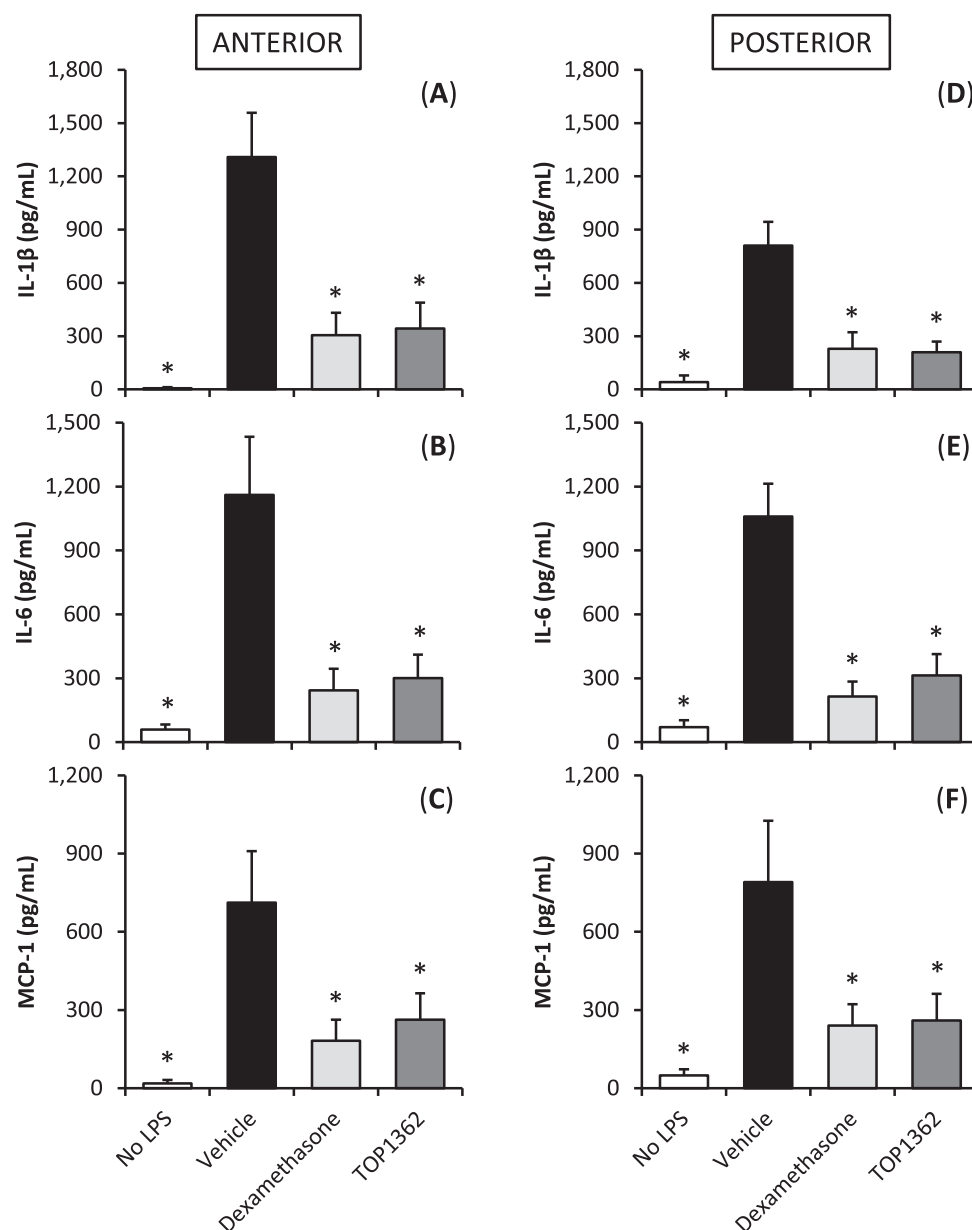 ANTERIOR
(A)
IL-1β (pg/mL)
1,800
1,500
1,200
900
600
300
0
*
*
*
(B)
IL-6 (pg/mL)
1,500
1,200
900
600
300
0
*
*
*
(C)
MCP-1 (pg/mL)
1,200
900
600
300
0
*
*
*
No LPS
Vehicle
Dexamethasone
TOP1362
POSTERIOR
(D)
IL-1β (pg/mL)
1,800
1,500
1,200
900
600
300
0
*
*
*
(E)
IL-6 (pg/mL)
1,500
1,200
900
600
300
0
*
*
*
(F)
MCP-1 (pg/mL)
1,200
900
600
300
0
*
*
*
No LPS
Vehicle
Dexamethasone
TOP1362